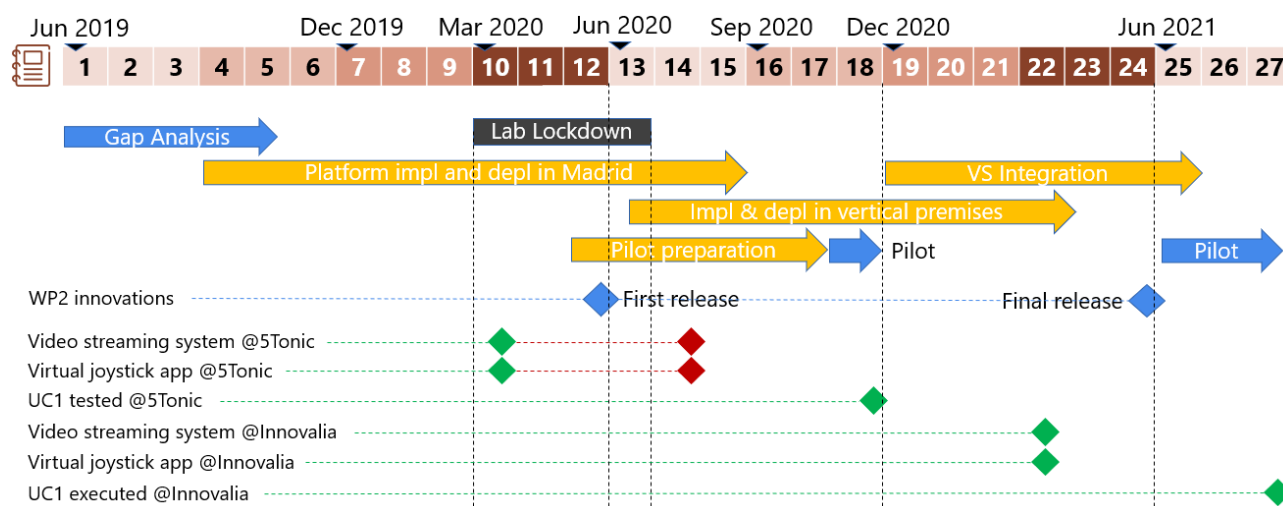 Jun 2019 Dec 2019 Mar 2020 Jun 2020 Sep 2020 Dec 2020 Jun 2021
1 2 3 4 5 6 7 8 9 10 11 12 13 14 15 16 17 18 19 20 21 22 23 24 25 26 27
Gap Analysis Lab Lockdown
Platform impl and depl in Madrid VS Integration
Impl & depl in vertical premises
Pilot preparation Pilot Pilot
WP2 innovations First release Final release
Video streaming system @5Tonic
Virtual joystick app @5Tonic
UC1 tested @5Tonic
Video streaming system @Innovalia
Virtual joystick app @Innovalia
UC1 executed @Innovalia